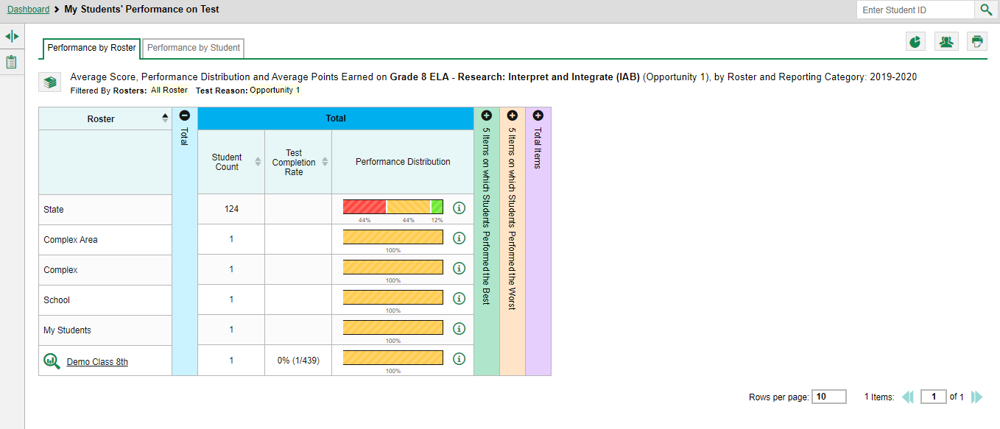 Dashboard > My Students' Performance on Test
Enter Student ID
Performance by Roster
Performance by Student
Average Score, Performance Distribution and Average Points Earned on Grade 8 ELA - Research: Interpret and Integrate (IAB) (Opportunity 1), by Roster and Reporting Category: 2019-2020
Filtered By Rosters: All Roster Test Reason: Opportunity 1
Roster
Total
Total
5 Items on which Students Performed the Best
5 Items on which Students Performed the Worst
Total Items
Student
Count
Test
Completion
Rate
Performance Distribution
State
124
44% 44% 12%
Complex Area
1
100%
Complex
1
100%
School
1
100%
My Students
1
100%
Demo Class 8th
1
0% (1/439)
100%
Rows per page: 10
1 Items:
1 of 1